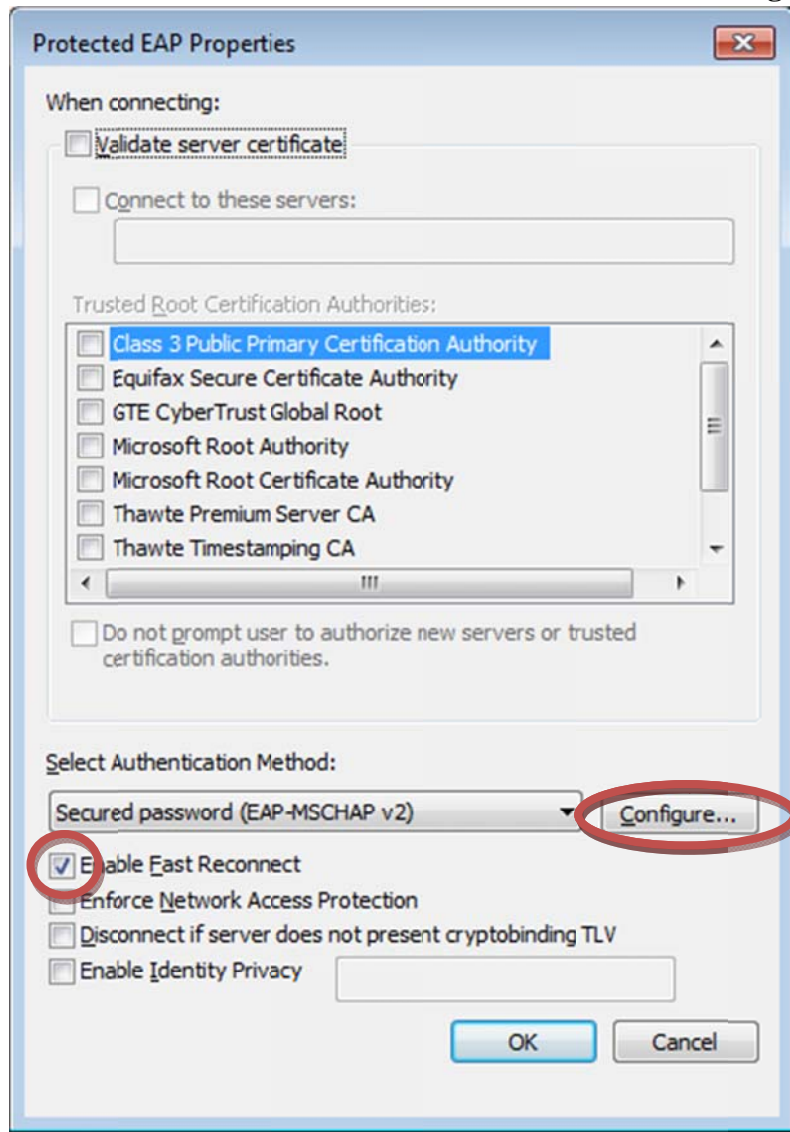 Protected EAP Properties
When connecting:
Validate server certificate
Connect to these servers:
Trusted Root Certification Authorities:
Class 3 Public Primary Certification Authority
Equifax Secure Certificate Authority
GTE CyberTrust Global Root
Microsoft Root Authority
Microsoft Root Certificate Authority
Thawte Premium Server CA
Thawte Timestamping CA
Do not prompt user to authorize new servers or trusted
certification authorities.
Select Authentication Method:
Secured password (EAP-MSCHAP v2)
Configure...
Enable Fast Reconnect
Enforce Network Access Protection
Disconnect if server does not present cryptobinding TLV
Enable Identity Privacy
OK
Cancel